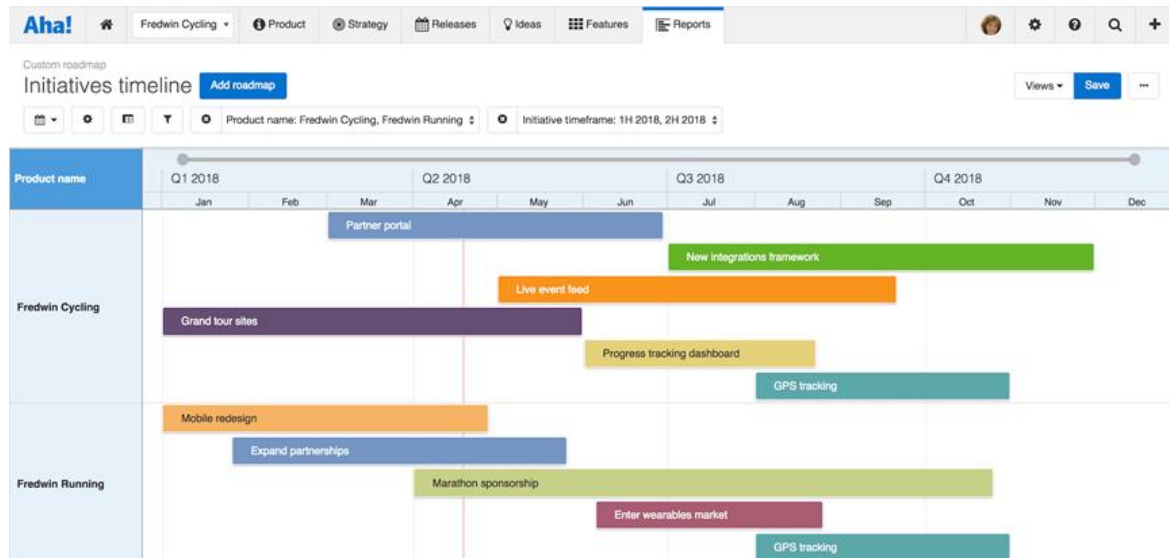 Aha! Fredwin Cycling Product Strategy Releases Ideas Features Reports
Custom roadmap
Initiatives timeline Add roadmap Views Save
Product name: Fredwin Cycling, Fredwin Running Initiative timeframe: 1H 2018, 2H 2018
Product name Q1 2018 Q2 2018 Q3 2018 Q4 2018
Jan Feb Mar Apr May Jun Jul Aug Sep Oct Nov Dec
Partner portal
New integrations framework
Live event feed
Fredwin Cycling
Grand tour sites
Progress tracking dashboard
GPS tracking
Mobile redesign
Expand partnerships
Fredwin Running Marathon sponsorship
Enter wearables market
GPS tracking